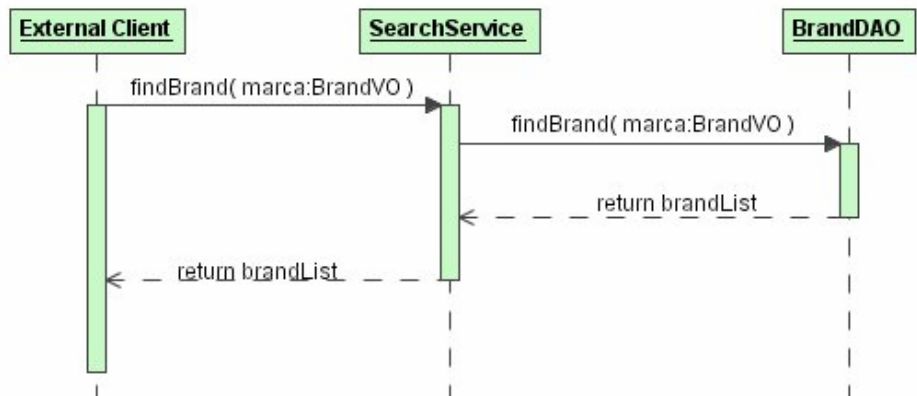 External Client
SearchService
BrandDAO
findBrand( marca:BrandVO )
findBrand( marca:BrandVO )
return brandList
return brandList